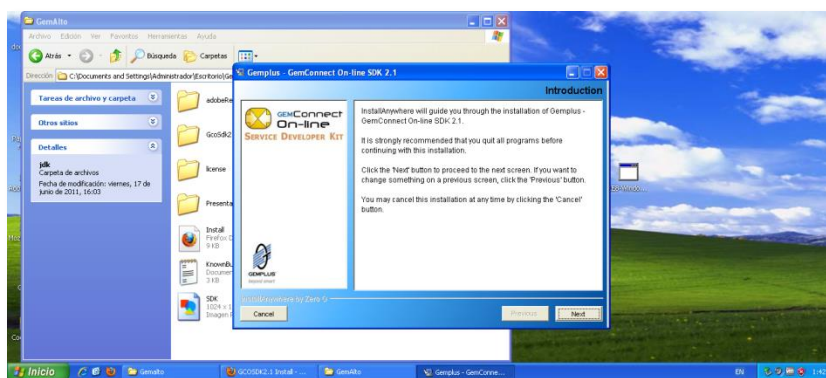 GemAlto
Archivo Edición Ver Favoritos Herramientas Ayuda
Atrás Búsqueda Carpetas
Dirección C:\Documents and Settings\Administrador\Escritorio\Ge
Tareas de archivo y carpeta
Otros sitios
Detalles
jdk
Carpeta de archivos
Fecha de modificación: viernes, 17 de
junio de 2011, 16:03
adobeRe
GcoSdk2
license
Presenta
Install
Firefox D
9 KB
KnownBu
Documen
3 KB
SDK
1024 x 1
Imagen
Gemplus - GemConnect On-line SDK 2.1
Introduction
GEMCONNECT
On-line
SERVICE DEVELOPER KIT
GEMPLUS
InstallAnywhere will guide you through the installation of Gemplus -
GemConnect On-line SDK 2.1.
It is strongly recommended that you quit all programs before
continuing with this installation.
Click the 'Next' button to proceed to the next screen. If you want to
change something on a previous screen, click the 'Previous' button.
You may cancel this installation at any time by clicking the 'Cancel'
button.
InstallAnywhere by Zero G
Cancel
Previous
Next
Inicio
Gemalto
GCOSDK2.1 Install - ...
GemAlto
Gemplus - GemConne...
EN
1:42